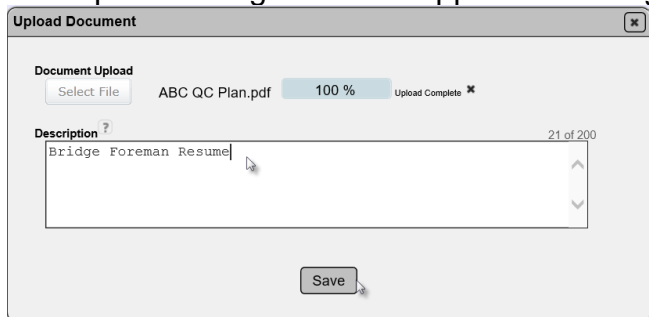 Upload Document
Document Upload
Select File ABC QC Plan.pdf 100 % Upload Complete ✖
Description ? 21 of 200
Bridge Foreman Resume
Save